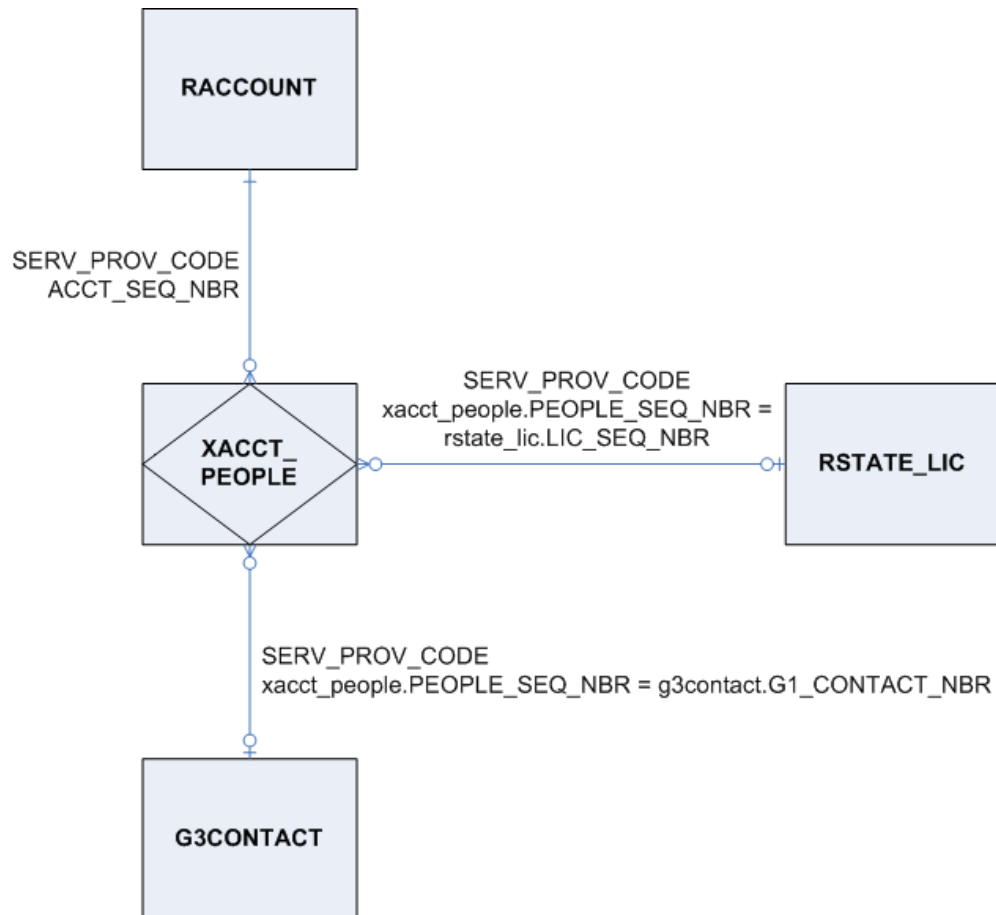 RACCOUNT
SERV_PROV_CODE
ACCT_SEQ_NBR
SERV_PROV_CODE
xacct_people.PEOPLE_SEQ_NBR =
rstate_lic.LIC_SEQ_NBR
XACCT_
PEOPLE
RSTATE_LIC
SERV_PROV_CODE
xacct_people.PEOPLE_SEQ_NBR = g3contact.G1_CONTACT_NBR
G3CONTACT